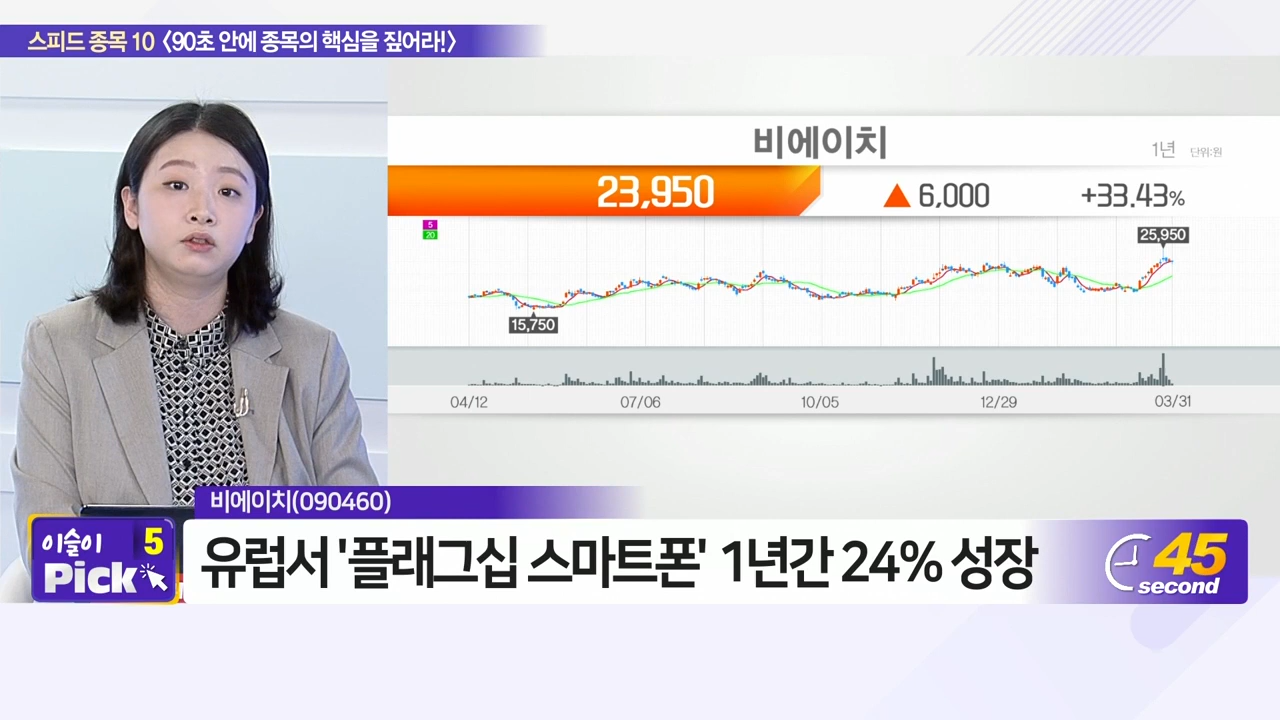 스피드 종목 10 <90초 안에 종목의 핵심을 짚어라!>
비에이치
1년 단위:원
23,950 ▲ 6,000 +33.43%
5
20
25,950
15,750
04/12 07/06 10/05 12/29 03/31
비에이치(090460)
이슬이 5
Pick
유럽서 '플래그십 스마트폰' 1년간 24% 성장
45
second